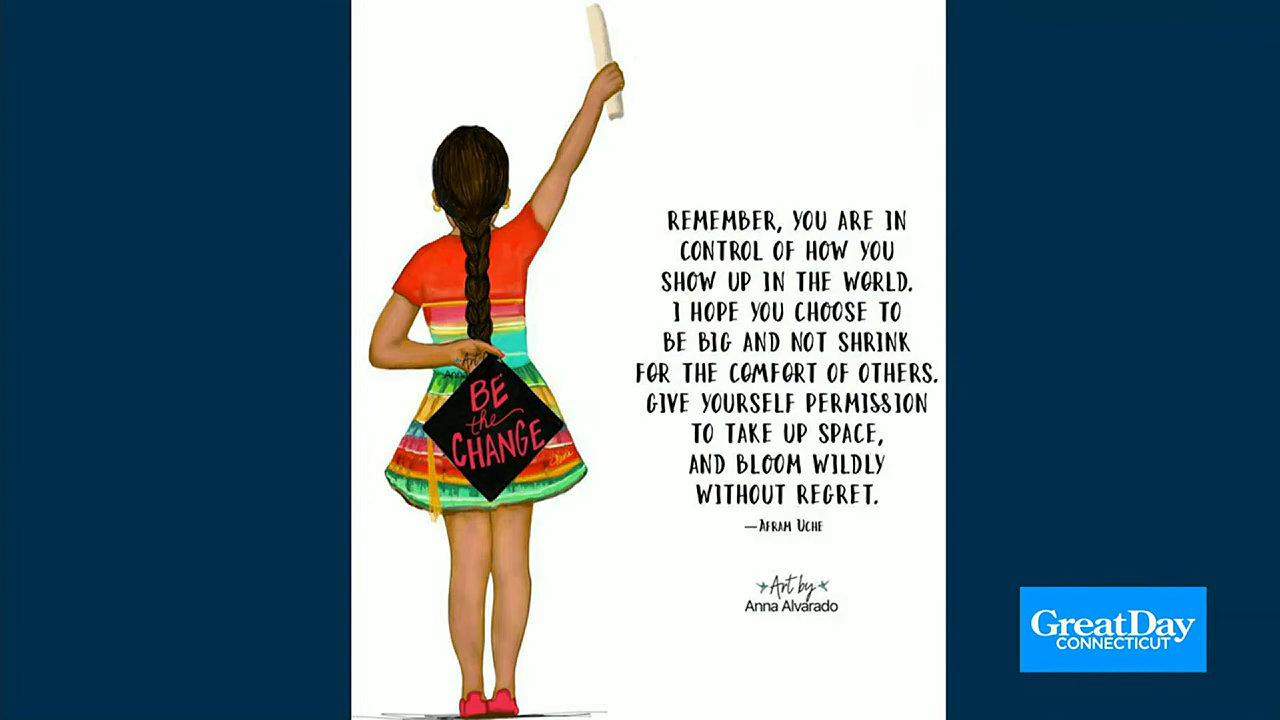 REMEMBER, YOU ARE IN
CONTROL OF HOW YOU
SHOW UP IN THE WORLD.
I HOPE YOU CHOOSE TO
BE BIG AND NOT SHRINK
FOR THE COMFORT OF OTHERS.
GIVE YOURSELF PERMISSION
TO TAKE UP SPACE,
AND BLOOM WILDLY
WITHOUT REGRET.
—AFRAM UCHE
Art by
Anna Alvarado
Art by
BE
the
CHANGE
GreatDay
CONNECTICUT